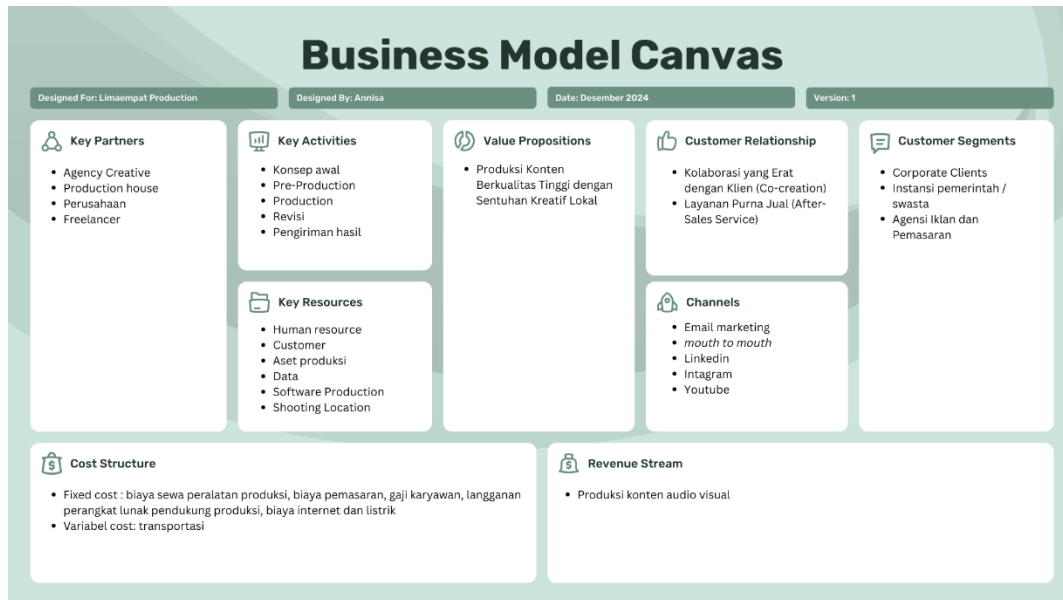 Business Model Canvas
Designed For: Limaempat Production
Designed By: Annisa
Date: Desember 2024
Version: 1
Key Partners
• Agency Creative
• Production house
• Perusahaan
• Freelancer
Key Activities
• Konsep awal
• Pre-Production
• Production
• Revisi
• Pengiriman hasil
Key Resources
• Human resource
• Customer
• Aset produksi
• Data
• Software Production
• Shooting Location
Value Propositions
• Produksi Konten
Berkualitas Tinggi dengan
Sentuhan Kreatif Lokal
Customer Relationship
• Kolaborasi yang Erat
dengan Klien (Co-creation)
• Layanan Purna Jual (After-
Sales Service)
Channels
• Email marketing
• mouth to mouth
• Linkedin
• Intagram
• Youtube
Customer Segments
• Corporate Clients
• Instansi pemerintah /
swasta
• Agensi Iklan dan
Pemasaran
Cost Structure
• Fixed cost : biaya sewa peralatan produksi, biaya pemasaran, gaji karyawan, langganan
perangkat lunak pendukung produksi, biaya internet dan listrik
• Variabel cost: transportasi
Revenue Stream
• Produksi konten audio visual